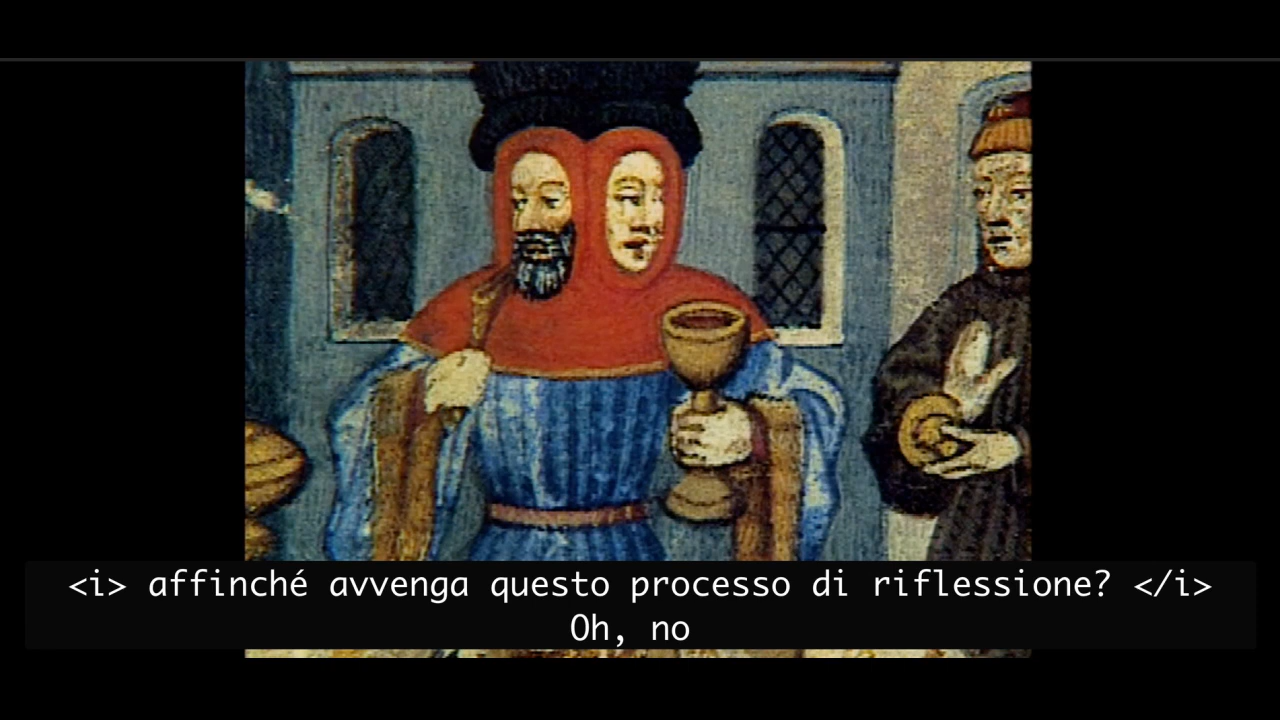 <i> affinché avvenga questo processo di riflessione? </i>
Oh, no